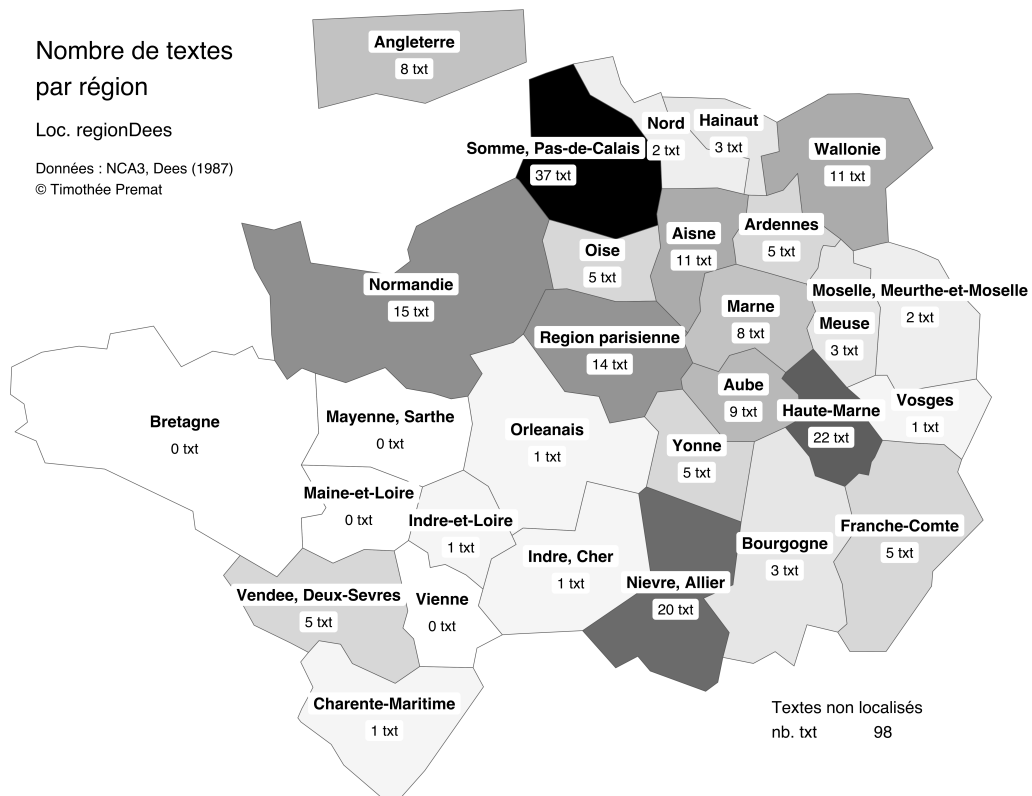 Nombre de textes
par région
Loc. regionDees
Données : NCA3, Dees (1987)
© Timothée Premat
Angleterre
8 txt
Nord
2 txt
Hainaut
3 txt
Somme, Pas-de-Calais
37 txt
Wallonie
11 txt
Oise
5 txt
Aisne
11 txt
Ardennes
5 txt
Normandie
15 txt
Marne
8 txt
Moselle, Meurthe-et-Moselle
2 txt
Meuse
3 txt
Region parisienne
14 txt
Aube
9 txt
Haute-Marne
22 txt
Vosges
1 txt
Bretagne
0 txt
Mayenne, Sarthe
0 txt
Orleanais
1 txt
Yonne
5 txt
Maine-et-Loire
0 txt
Indre-et-Loire
1 txt
Indre, Cher
1 txt
Nievre, Allier
20 txt
Bourgogne
3 txt
Franche-Comte
5 txt
Vendee, Deux-Sevres
5 txt
Vienne
0 txt
Charente-Maritime
1 txt
Textes non localisés
nb. txt 98